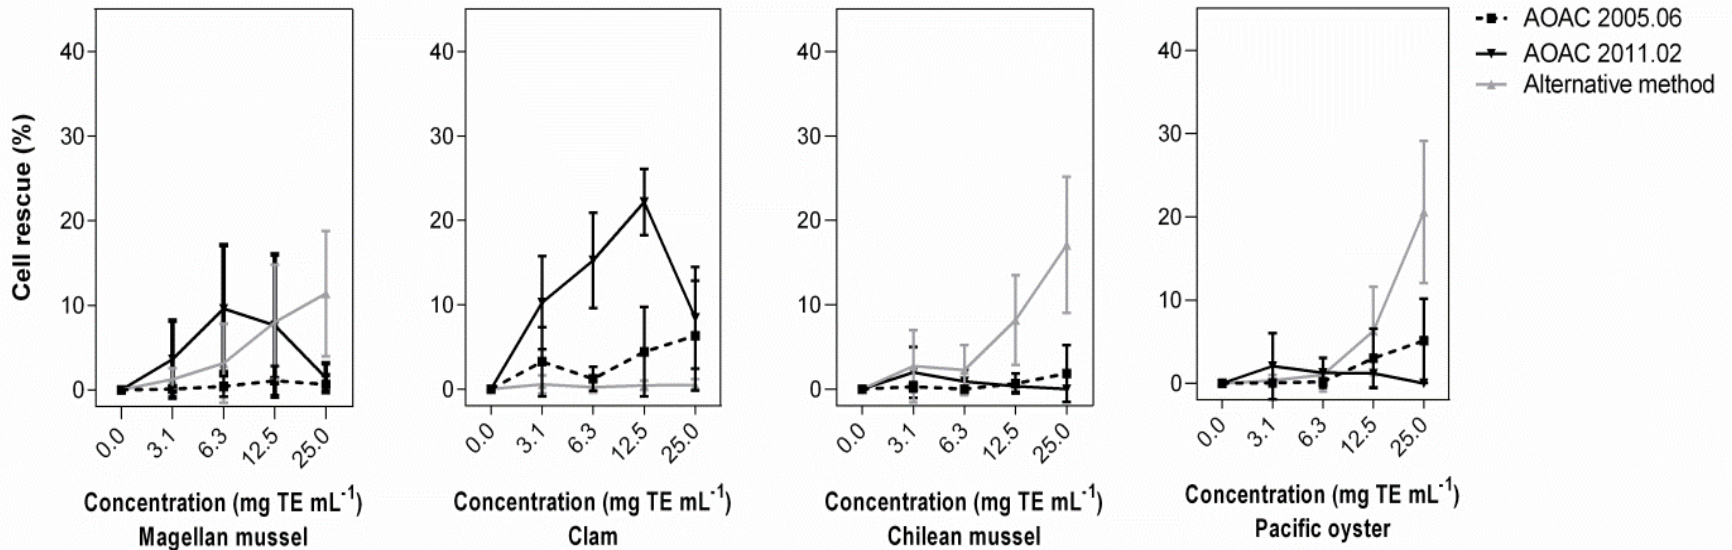 Cell rescue (%)
40
30
20
10
0
0.0 3.1 6.3 12.5 25.0
Concentration (mg TE mL⁻¹)
Magellan mussel
40
30
20
10
0
0.0 3.1 6.3 12.5 25.0
Concentration (mg TE mL⁻¹)
Clam
40
30
20
10
0
0.0 3.1 6.3 12.5 25.0
Concentration (mg TE mL⁻¹)
Chilean mussel
40
30
20
10
0
0.0 3.1 6.3 12.5 25.0
Concentration (mg TE mL⁻¹)
Pacific oyster
AOAC 2005.06
AOAC 2011.02
Alternative method